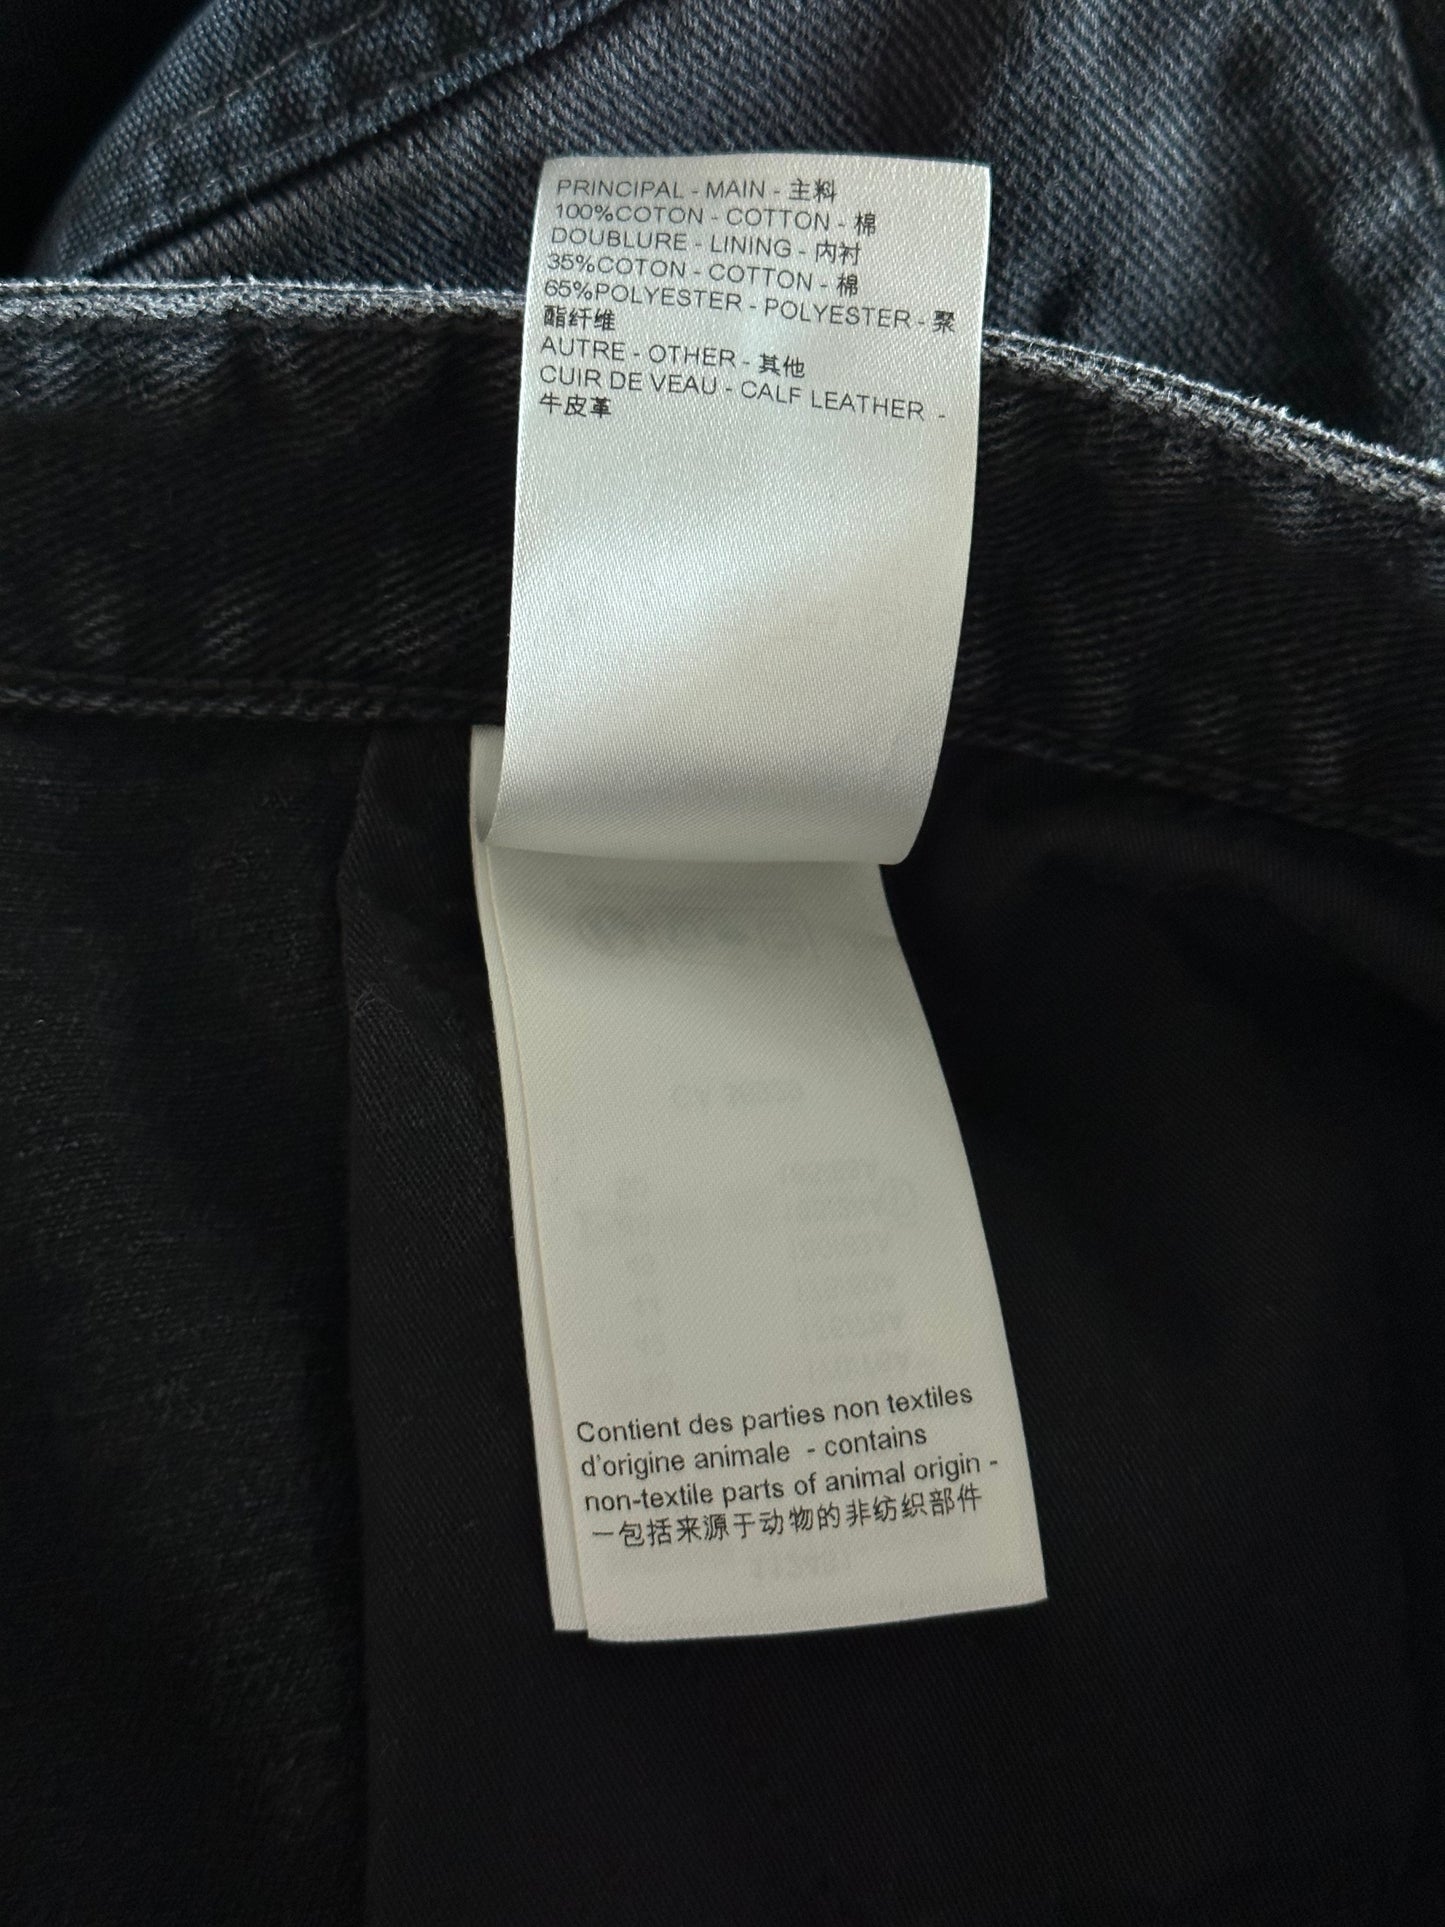 PRINCIPAL - MAIN - 主料
100%COTON - COTTON - 棉
DOUBLURE - LINING - 内衬
35%COTON - COTTON - 棉
65%POLYESTER - POLYESTER - 聚
酯纤维
AUTRE - OTHER - 其他
CUIR DE VEAU - CALF LEATHER -
牛皮革
Contient des parties non textiles
d'origine animale - contains
non-textile parts of animal origin -
一包括来源于动物的非纺织部件